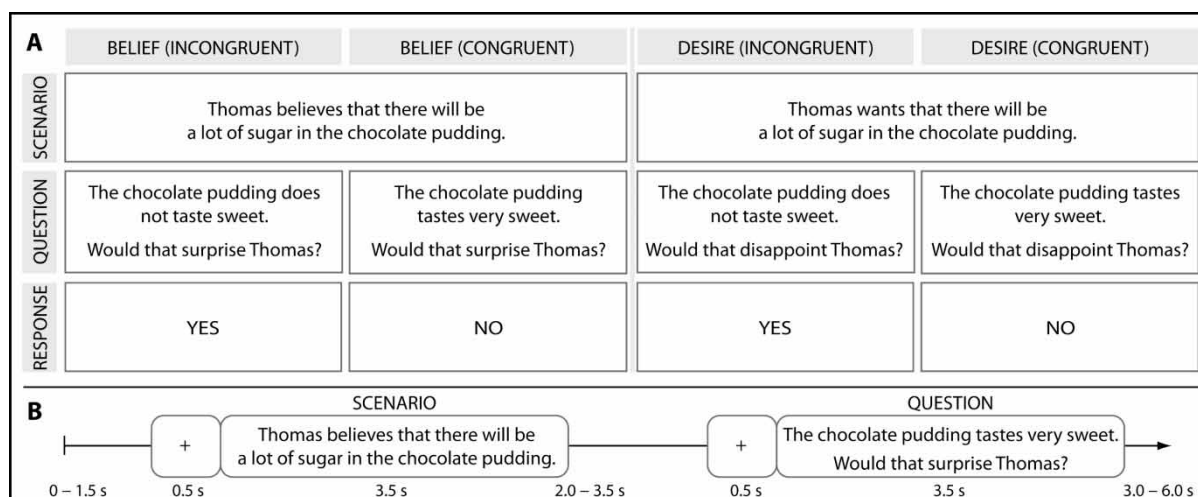 A
BELIEF (INCONGRUENT)
BELIEF (CONGRUENT)
DESIRE (INCONGRUENT)
DESIRE (CONGRUENT)
SCENARIO
Thomas believes that there will be
a lot of sugar in the chocolate pudding.
Thomas wants that there will be
a lot of sugar in the chocolate pudding.
QUESTION
The chocolate pudding does
not taste sweet.
Would that surprise Thomas?
The chocolate pudding
tastes very sweet.
Would that surprise Thomas?
The chocolate pudding does
not taste sweet.
Would that disappoint Thomas?
The chocolate pudding tastes
very sweet.
Would that disappoint Thomas?
RESPONSE
YES
NO
YES
NO
B
SCENARIO
QUESTION
+
Thomas believes that there will be
a lot of sugar in the chocolate pudding.
+
The chocolate pudding tastes very sweet.
Would that surprise Thomas?
0 – 1.5 s
0.5 s
3.5 s
2.0 – 3.5 s
0.5 s
3.5 s
3.0 – 6.0 s